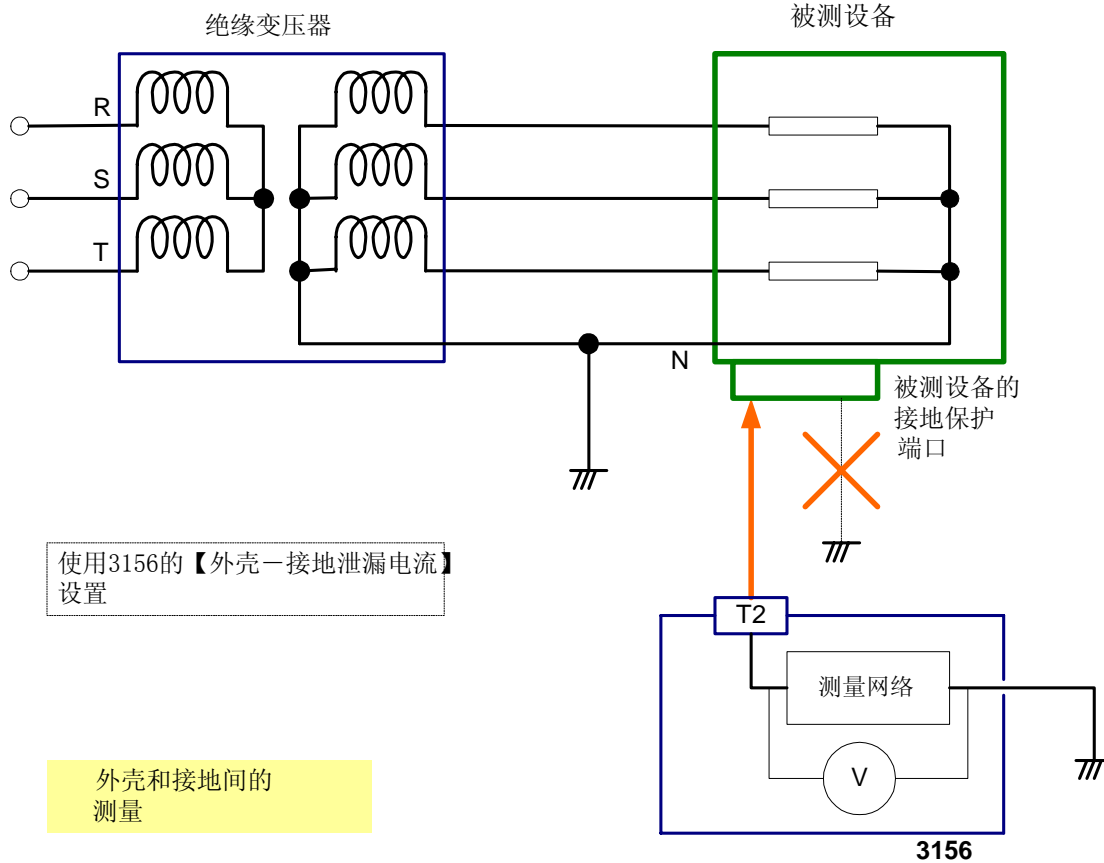 绝缘变压器
被测设备
R
S
T
N
被测设备的
接地保护
端口
使用3156的【外壳－接地泄漏电流】
设置
T2
测量网络
V
外壳和接地间的
测量
3156